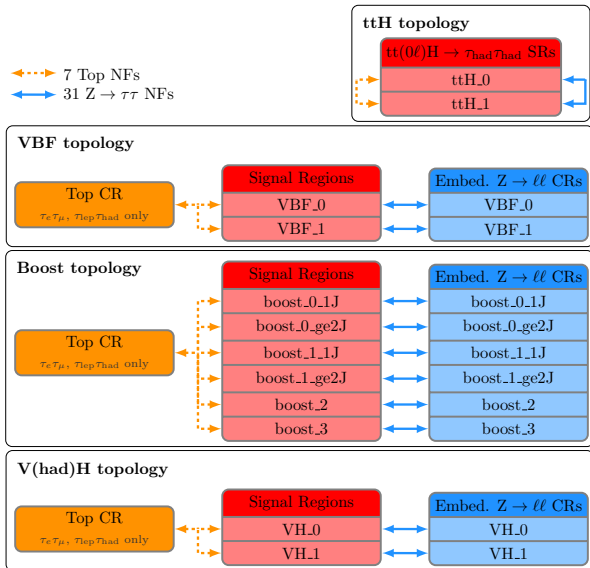 ttH topology
tt(0ℓ)H → τhadτhad SRs
ttH_0
ttH_1
7 Top NFs
31 Z → ττ NFs
VBF topology
Top CR
τeτμ, τlepτhad only
Signal Regions
VBF_0
VBF_1
Embed. Z → ℓℓ CRs
VBF_0
VBF_1
Boost topology
Top CR
τeτμ, τlepτhad only
Signal Regions
boost_0_1J
boost_0_ge2J
boost_1_1J
boost_1_ge2J
boost_2
boost_3
Embed. Z → ℓℓ CRs
boost_0_1J
boost_0_ge2J
boost_1_1J
boost_1_ge2J
boost_2
boost_3
V(had)H topology
Top CR
τeτμ, τlepτhad only
Signal Regions
VH_0
VH_1
Embed. Z → ℓℓ CRs
VH_0
VH_1